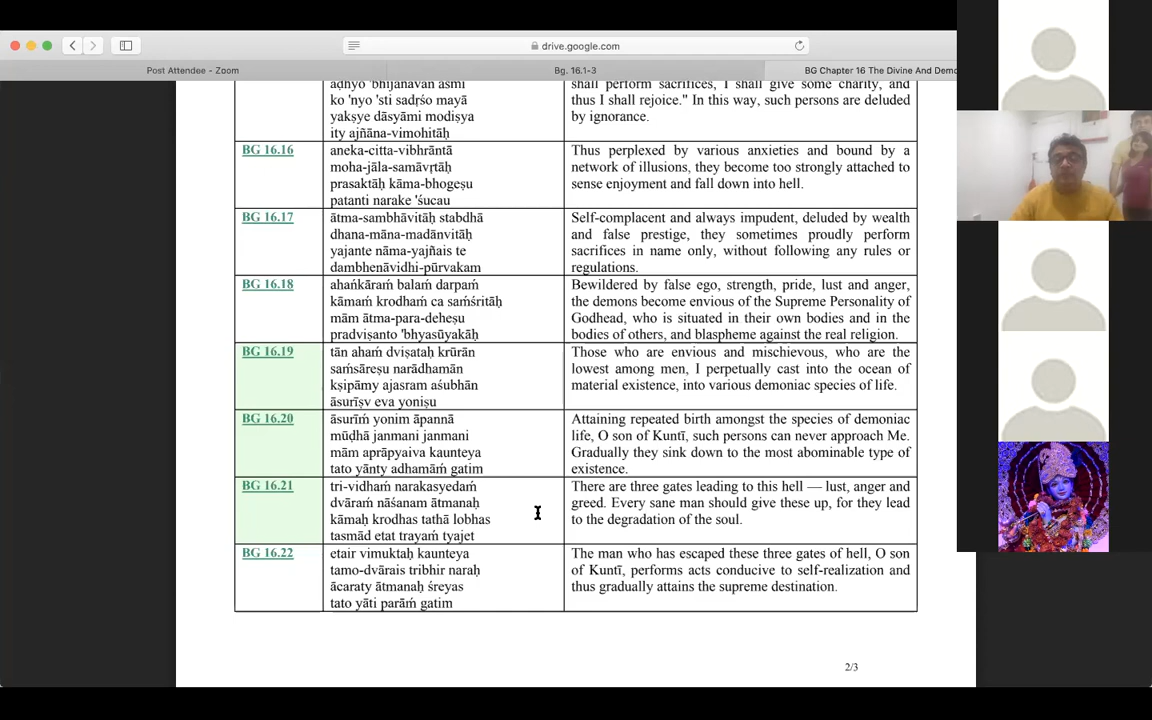 drive.google.com
Post Attendee - Zoom
Bg. 16.1-3
BG Chapter 16 The Divine And Demo
āḍhyo 'bhijanavān asmi
ko 'nyo 'sti sadṛśo mayā
yakṣye dāsyāmi modiṣya
ity ajñāna-vimohitāḥ
shall perform sacrifices, I shall give some charity, and
thus I shall rejoice." In this way, such persons are deluded
by ignorance.
BG 16.16
aneka-citta-vibhrāntā
moha-jāla-samāvṛtāḥ
prasaktāḥ kāma-bhogeṣu
patanti narake 'śucau
Thus perplexed by various anxieties and bound by a
network of illusions, they become too strongly attached to
sense enjoyment and fall down into hell.
BG 16.17
ātma-sambhāvitāḥ stabdhā
dhana-māna-madānvitāḥ
yajante nāma-yajñais te
dambhenāvidhi-pūrvakam
Self-complacent and always impudent, deluded by wealth
and false prestige, they sometimes proudly perform
sacrifices in name only, without following any rules or
regulations.
BG 16.18
ahaṅkāraṁ balaṁ darpaṁ
kāmaṁ krodhaṁ ca saṁśritāḥ
mām ātma-para-deheṣu
pradviṣanto 'bhyasūyakāḥ
Bewildered by false ego, strength, pride, lust and anger,
the demons become envious of the Supreme Personality of
Godhead, who is situated in their own bodies and in the
bodies of others, and blaspheme against the real religion.
BG 16.19
tān ahaṁ dviṣataḥ krūrān
saṁsāreṣu narādhamān
kṣipāmy ajasram aśubhān
āsurīṣv eva yoniṣu
Those who are envious and mischievous, who are the
lowest among men, I perpetually cast into the ocean of
material existence, into various demoniac species of life.
BG 16.20
āsurīṁ yonim āpannā
mūḍhā janmani janmani
mām aprāpyaiva kaunteya
tato yānty adhamāṁ gatim
Attaining repeated birth amongst the species of demoniac
life, O son of Kuntī, such persons can never approach Me.
Gradually they sink down to the most abominable type of
existence.
BG 16.21
tri-vidhaṁ narakasyedaṁ
dvāraṁ nāśanam ātmanaḥ
kāmaḥ krodhas tathā lobhas
tasmād etat trayaṁ tyajet
There are three gates leading to this hell — lust, anger and
greed. Every sane man should give these up, for they lead
to the degradation of the soul.
BG 16.22
etair vimuktaḥ kaunteya
tamo-dvārais tribhir naraḥ
ācaraty ātmanaḥ śreyas
tato yāti parāṁ gatim
The man who has escaped these three gates of hell, O son
of Kuntī, performs acts conducive to self-realization and
thus gradually attains the supreme destination.
2/3